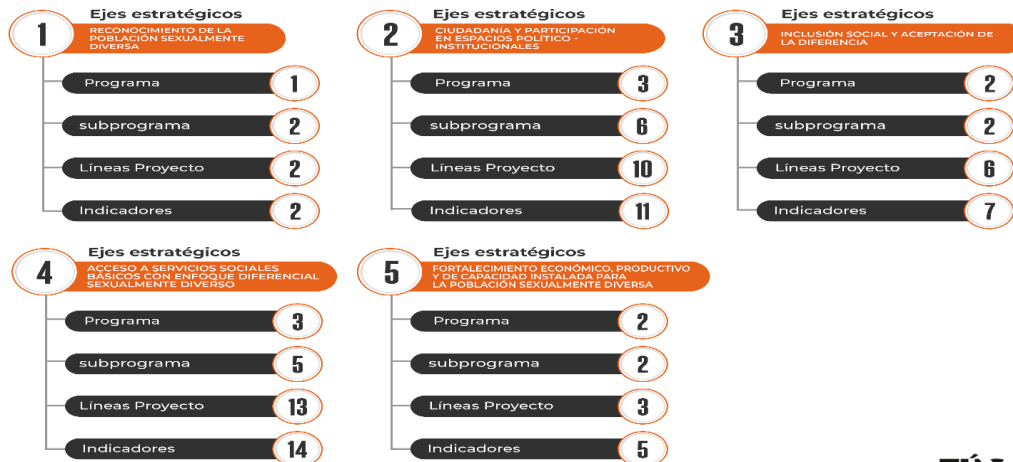 Ejes estratégicos
1
RECONOCIMIENTO DE LA
POBLACIÓN SEXUALMENTE
DIVERSA
Programa 1
subprograma 2
Líneas Proyecto 2
Indicadores 2
Ejes estratégicos
2
CIUDADANÍA Y PARTICIPACIÓN
EN ESPACIOS POLÍTICO -
INSTITUCIONALES
Programa 3
subprograma 6
Líneas Proyecto 10
Indicadores 11
Ejes estratégicos
3
INCLUSIÓN SOCIAL Y ACEPTACIÓN DE
LA DIFERENCIA
Programa 2
subprograma 2
Líneas Proyecto 6
Indicadores 7
Ejes estratégicos
4
ACCESO A SERVICIOS SOCIALES
BÁSICOS CON ENFOQUE DIFERENCIAL
SEXUALMENTE DIVERSO
Programa 3
subprograma 5
Líneas Proyecto 13
Indicadores 14
Ejes estratégicos
5
FORTALECIMIENTO ECONÓMICO, PRODUCTIVO
Y DE CAPACIDAD INSTALADA PARA
LA POBLACIÓN SEXUALMENTE DIVERSA
Programa 2
subprograma 2
Líneas Proyecto 3
Indicadores 5